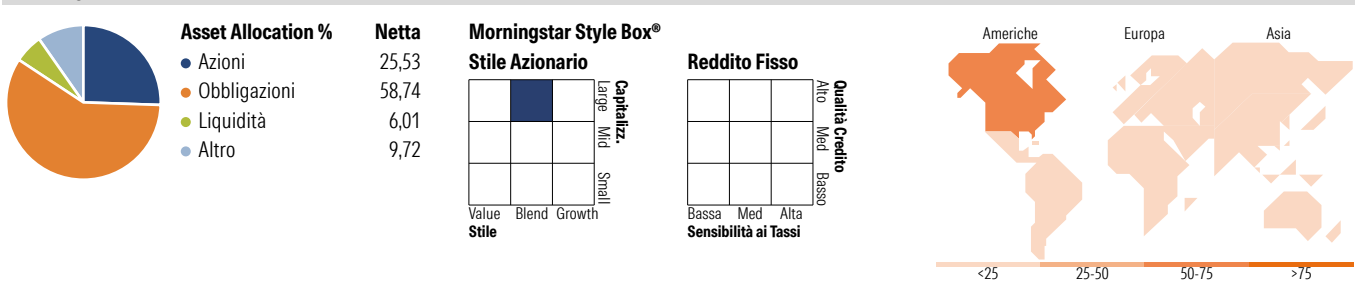 Asset Allocation % Netta
Azioni 25,53
Obbligazioni 58,74
Liquidità 6,01
Altro 9,72
Morningstar Style Box®
Stile Azionario
Large
Mid
Small
Capitalizz.
Value Blend Growth
Stile
Reddito Fisso
Alto
Med
Basso
Qualità Credito
Bassa Med Alta
Sensibilità ai Tassi
Americhe Europa Asia
<25 25-50 50-75 >75